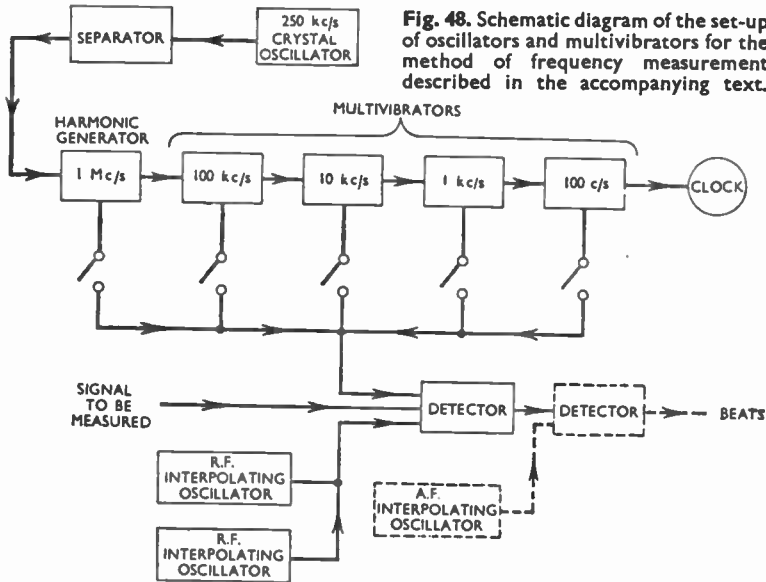 Fig. 48. Schematic diagram of the set-up
of oscillators and multivibrators for the
method of frequency measurement
described in the accompanying text.
SEPARATOR
250 kc/s
CRYSTAL
OSCILLATOR
MULTIVIBRATORS
HARMONIC
GENERATOR
1 Mc/s
100 kc/s
10 kc/s
1 kc/s
100 c/s
CLOCK
SIGNAL
TO BE
MEASURED
DETECTOR
DETECTOR
BEATS
R.F.
INTERPOLATING
OSCILLATOR
A.F.
INTERPOLATING
OSCILLATOR
R.F.
INTERPOLATING
OSCILLATOR